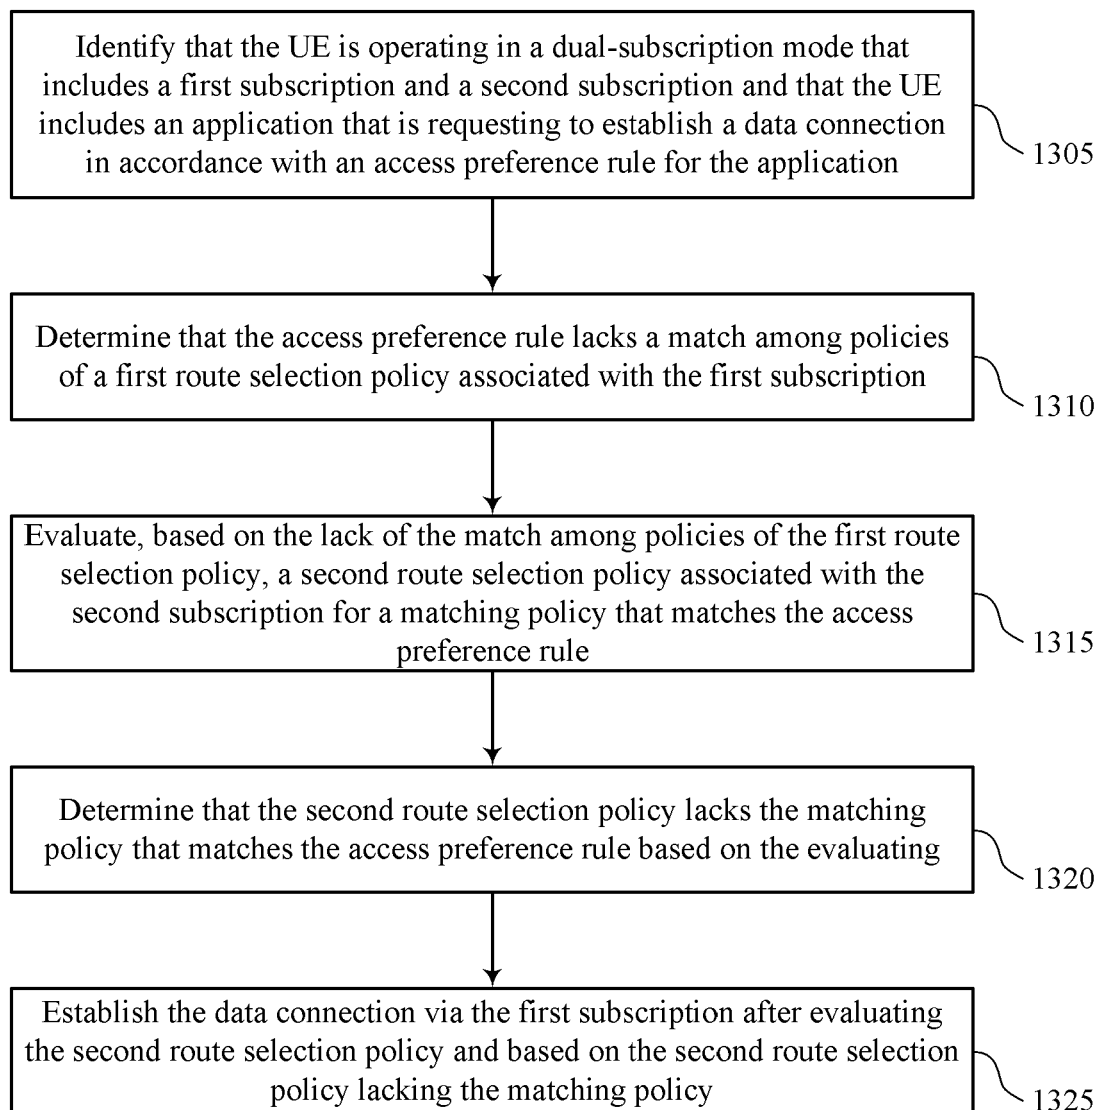 Identify that the UE is operating in a dual-subscription mode that
includes a first subscription and a second subscription and that the UE
includes an application that is requesting to establish a data connection
in accordance with an access preference rule for the application
1305
Determine that the access preference rule lacks a match among policies
of a first route selection policy associated with the first subscription
1310
Evaluate, based on the lack of the match among policies of the first route
selection policy, a second route selection policy associated with the
second subscription for a matching policy that matches the access
preference rule
1315
Determine that the second route selection policy lacks the matching
policy that matches the access preference rule based on the evaluating
1320
Establish the data connection via the first subscription after evaluating
the second route selection policy and based on the second route selection
policy lacking the matching policy
1325